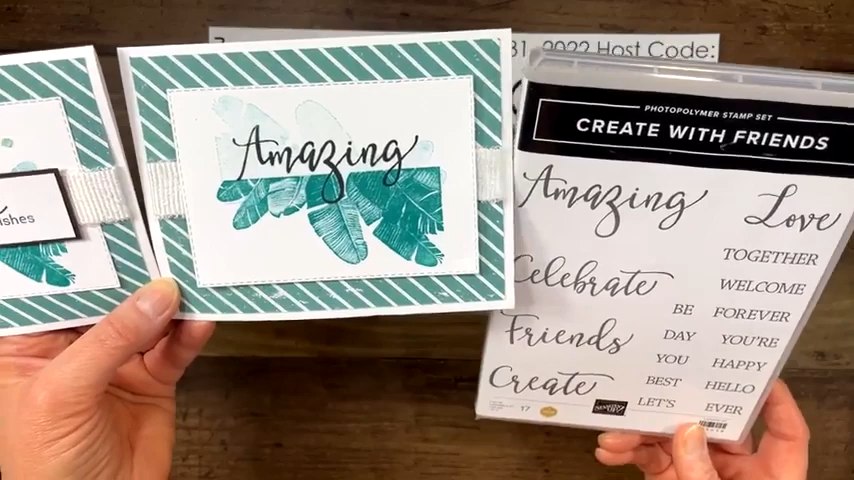 31, 2022 Host Code:
PHOTOPOLYMER STAMP SET
CREATE WITH FRIENDS
Amazing
Amazing
Love
TOGETHER
Celebrate
WELCOME
BE
FOREVER
Friends
DAY
YOU'RE
YOU
HAPPY
Create
BEST
HELLO
LET'S
EVER
17